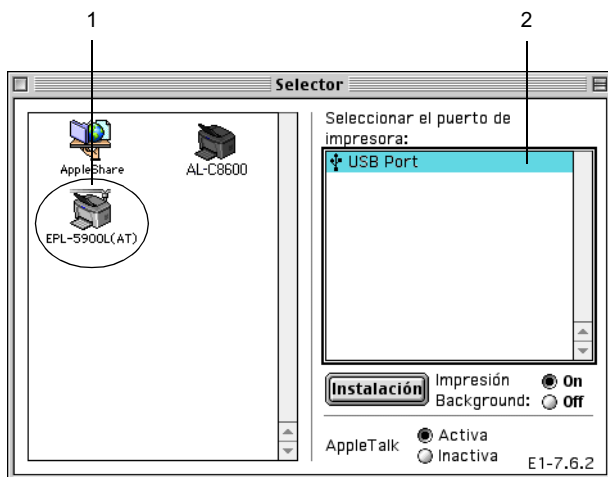 1
2
Selector
AppleShare
AL-C8600
EPL-5900L(AT)
Seleccionar el puerto de
impresora:
USB Port
Instalación
Impresión
Background:
On
Off
AppleTalk
Activa
Inactiva
E1-7.6.2